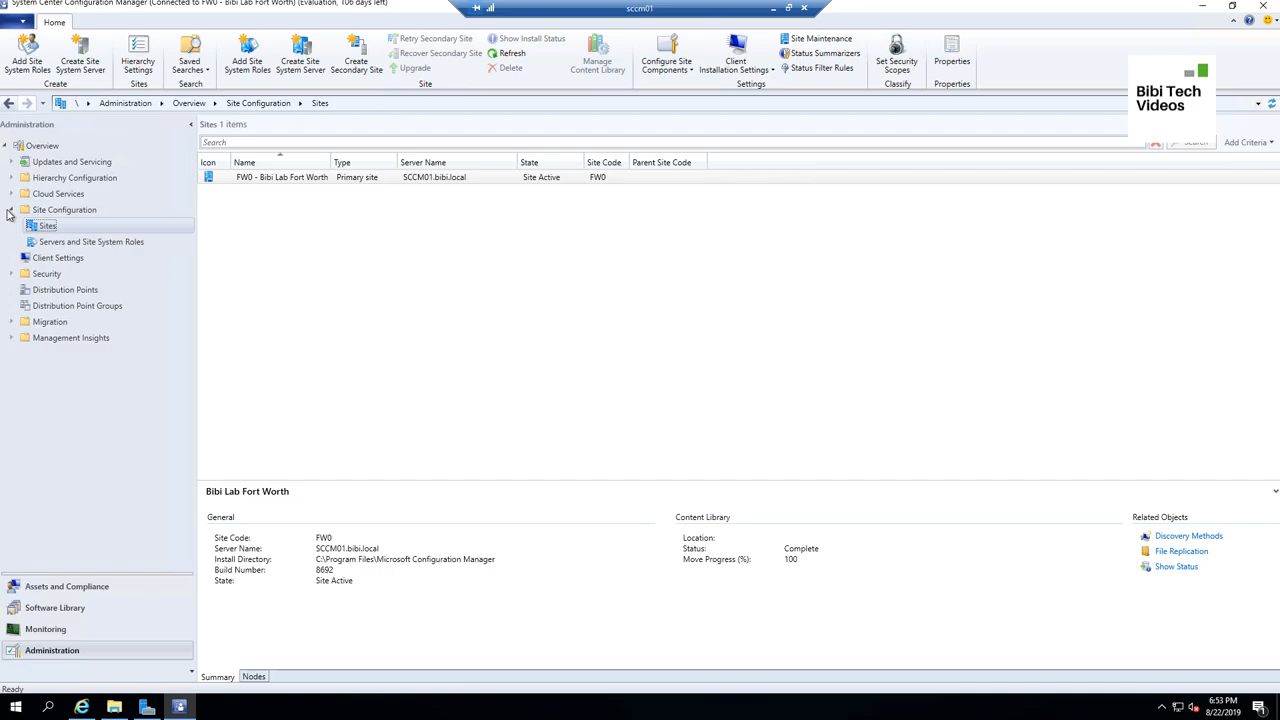 System Center Configuration Manager (Connected to FW0 - Bibi Lab Fort Worth) (Evaluation, 106 days left)
sccm01
Home
Add Site System Roles
Create Site System Server
Create
Hierarchy Settings
Sites
Saved Searches
Search
Add Site System Roles
Create Site System Server
Create Secondary Site
Retry Secondary Site
Recover Secondary Site
Upgrade
Show Install Status
Refresh
Delete
Site
Manage Content Library
Configure Site Components
Client Installation Settings
Site Maintenance
Status Summarizers
Status Filter Rules
Settings
Set Security Scopes
Classify
Properties
Properties
Bibi Tech
Videos
\ Administration Overview Site Configuration Sites
Administration
Overview
Updates and Servicing
Hierarchy Configuration
Cloud Services
Site Configuration
Sites
Servers and Site System Roles
Client Settings
Security
Distribution Points
Distribution Point Groups
Migration
Management Insights
Sites 1 items
Search
Search
Add Criteria
Icon Name Type Server Name State Site Code Parent Site Code
FW0 - Bibi Lab Fort Worth Primary site SCCM01.bibi.local Site Active FW0
Bibi Lab Fort Worth
General
Site Code: FW0
Server Name: SCCM01.bibi.local
Install Directory: C:\Program Files\Microsoft Configuration Manager
Build Number: 8692
State: Site Active
Content Library
Location:
Status: Complete
Move Progress (%): 100
Related Objects
Discovery Methods
File Replication
Show Status
Assets and Compliance
Software Library
Monitoring
Administration
Summary Nodes
Ready
6:53 PM
8/22/2019
1